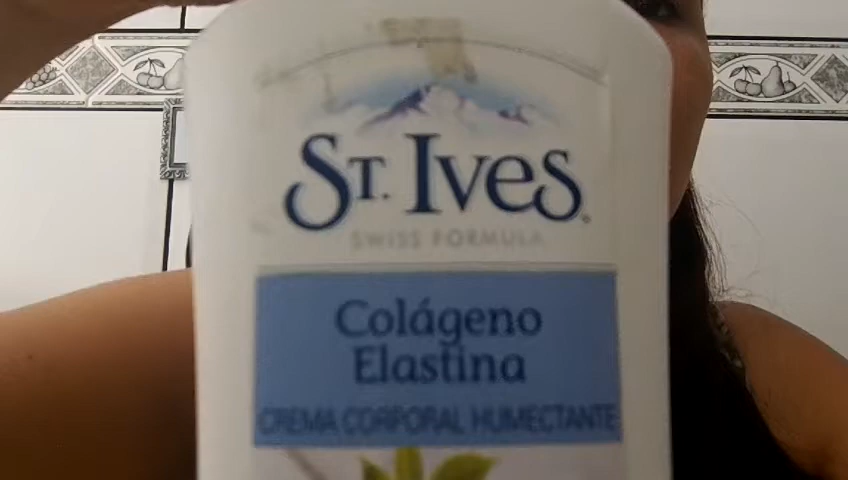 St. Ives
SWISS FORMULA
Colágeno
Elastina
CREMA CORPORAL HUMECTANTE